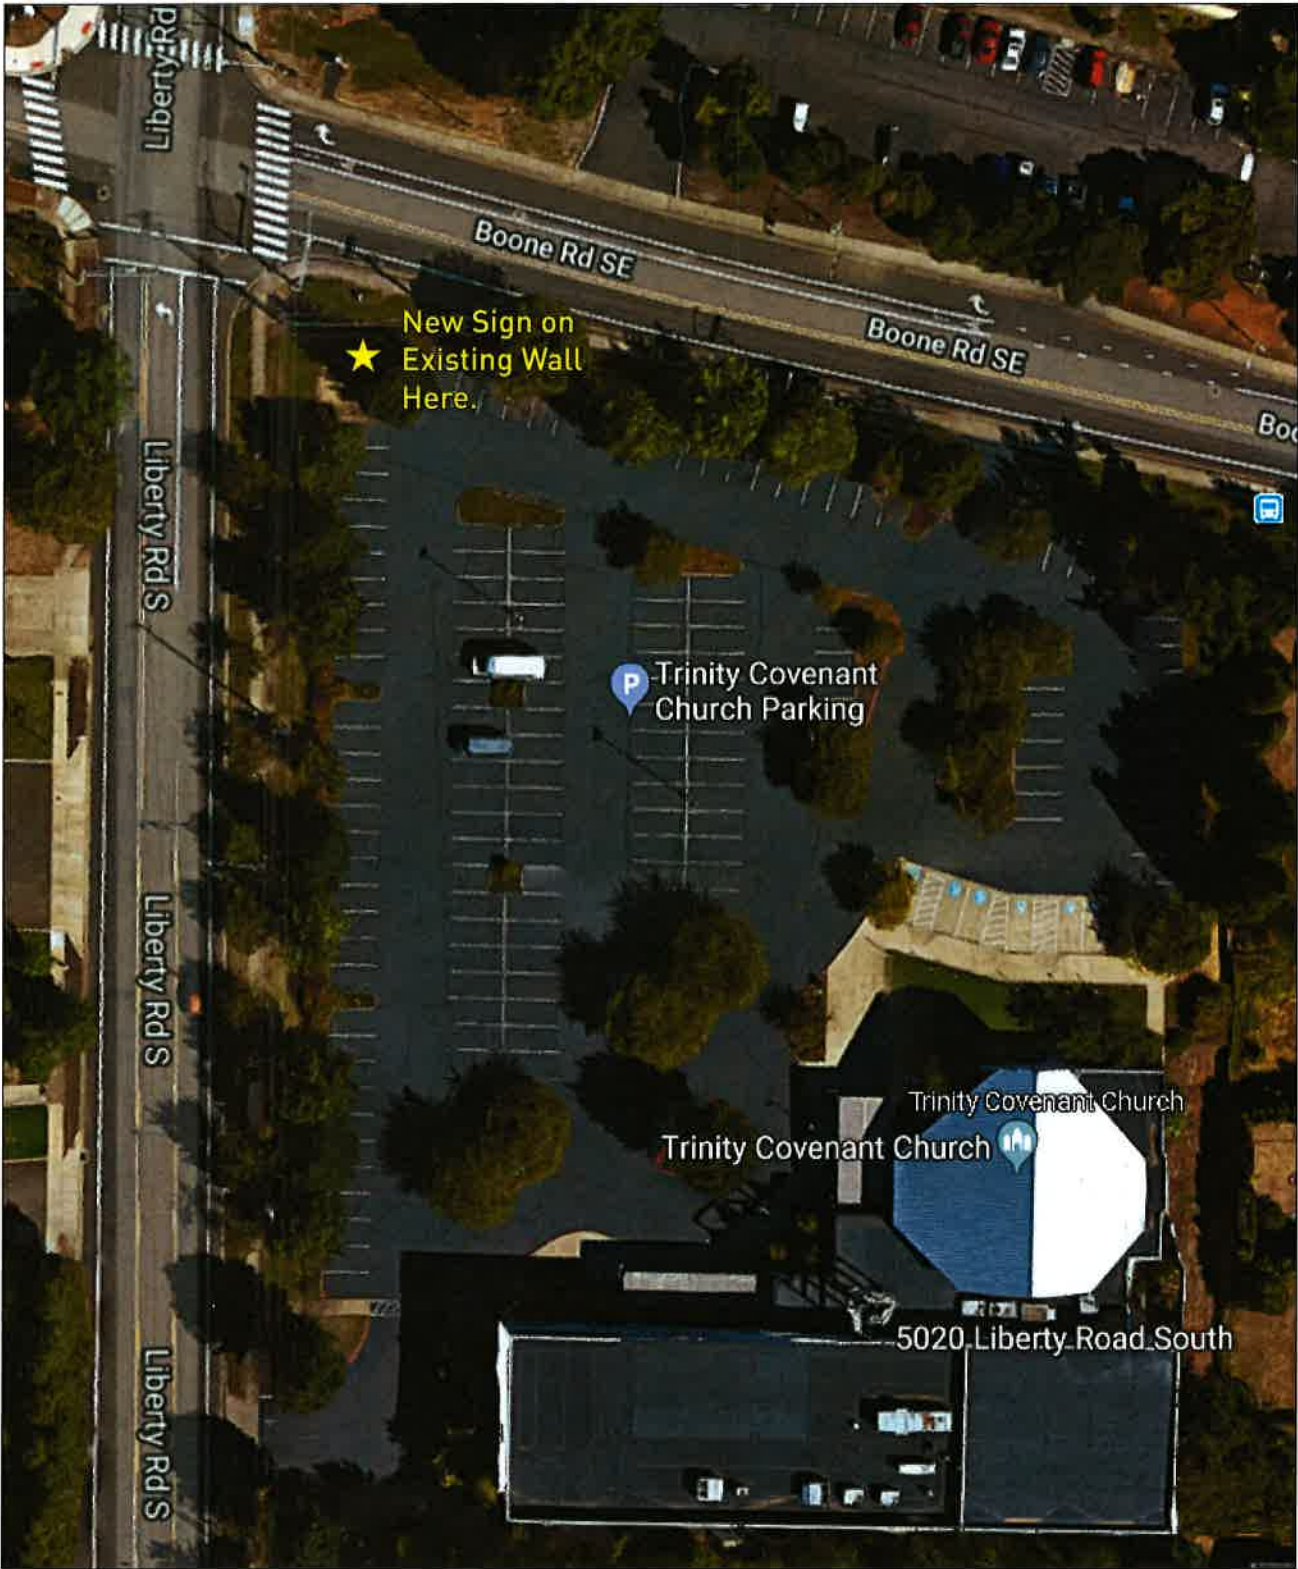 Liberty Rd
Boone Rd SE
New Sign on
Existing Wall
Here.
Boone Rd SE
Boo
Liberty Rd S
P
Trinity Covenant
Church Parking
Liberty Rd S
Trinity Covenant Church
Trinity Covenant Church
5020 Liberty Road South
Liberty Rd S